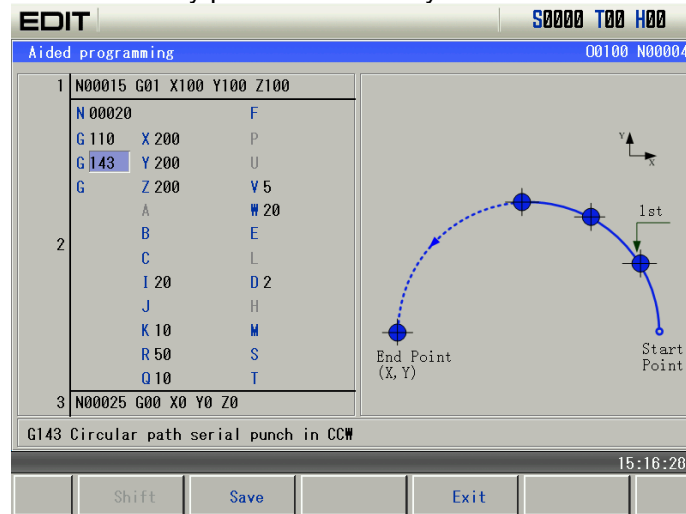 EDIT S0000 T00 H00
Aided programming O0100 N00004
1 N00015 G01 X100 Y100 Z100
2
N 00020 F
G 110 X 200 P
G 143 Y 200 U
G Z 200 V 5
A W 20
B E
C L
I 20 D 2
J H
K 10 M
R 50 S
Q 10 T
3 N00025 G00 X0 Y0 Z0
Y
X
1st
Start
Point
End Point
(X,Y)
G143 Circular path serial punch in CCW
15:16:28
Shift Save Exit